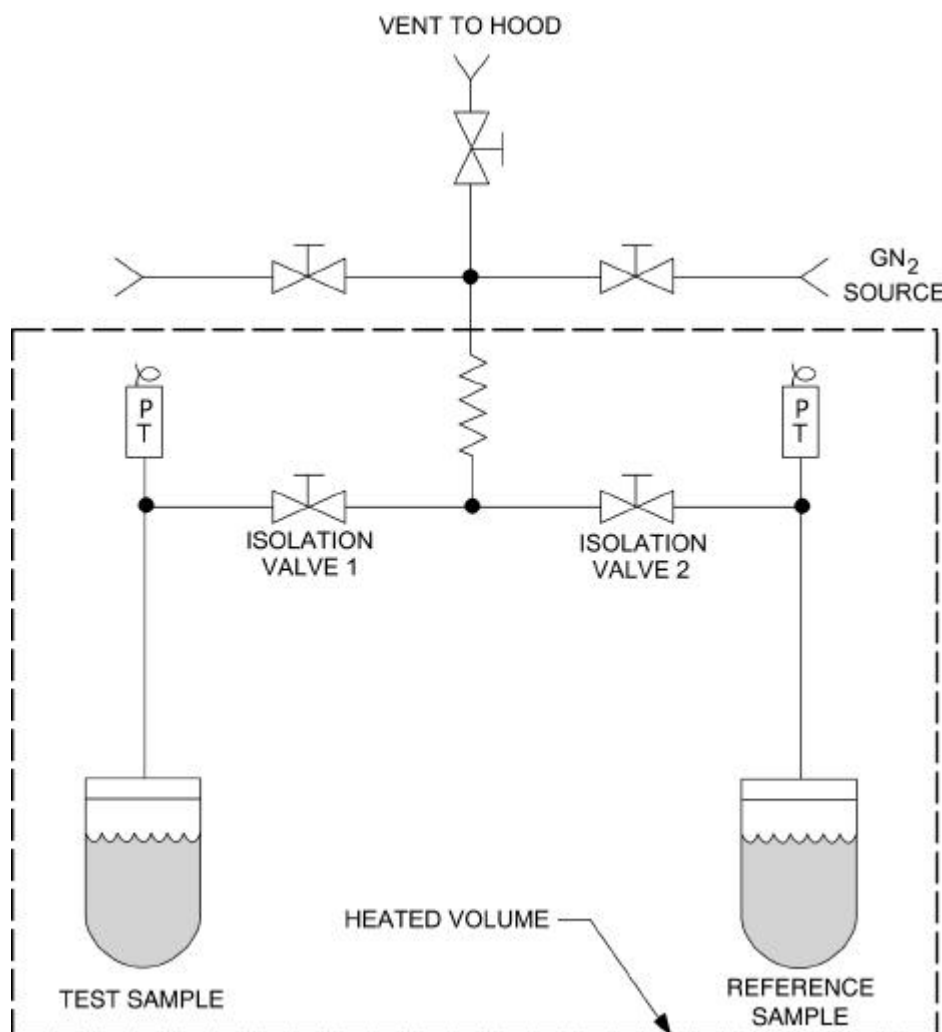 VENT TO HOOD
GN₂
SOURCE
P
T
P
T
ISOLATION
VALVE 1
ISOLATION
VALVE 2
HEATED VOLUME
TEST SAMPLE
REFERENCE
SAMPLE